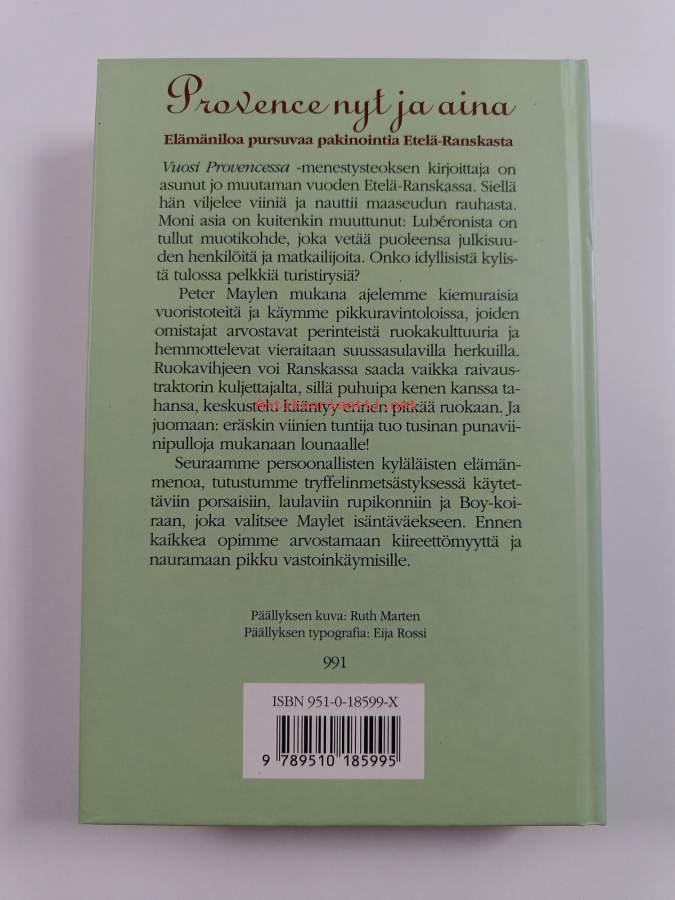 Provence nyt ja aina
Elämäniloa pursuvaa pakinointia Etelä-Ranskasta
Vuosi Provencessa -menestysteoksen kirjoittaja on
asunut jo muutaman vuoden Etelä-Ranskassa. Siellä
hän viljelee viiniä ja nauttii maaseudun rauhasta.
Moni asia on kuitenkin muuttunut: Lubéronista on
tullut muotikohde, joka vetää puoleensa julkisuu-
den henkilöitä ja matkailijoita. Onko idyllisistä kylis-
tä tulossa pelkkiä turistirysiä?
Peter Maylen mukana ajelemme kiemuraisia
vuoristoteitä ja käymme pikkuravintoloissa, joiden
omistajat arvostavat perinteistä ruokakulttuuria ja
hemmottelevat vieraitaan suussasulavilla herkuilla.
Ruokavihjeen voi Ranskassa saada vaikka raivaus-
traktorin kuljettajalta, sillä puhuipa kenen kanssa ta-
hansa, keskustelu kääntyy ennen pitkää ruokaan. Ja
Antikvariaatti.net
juomaan: eräskin viinien tuntija tuo tusinan punavii-
nipulloja mukanaan lounaalle!
Seuraamme persoonallisten kyläläisten elämän-
menoa, tutustumme tryffelinmetsästyksessä käytet-
täviin porsaisiin, laulaviin rupikonniin ja Boy-koi-
raan, joka valitsee Maylet isäntäväekseen. Ennen
kaikkea opimme arvostamaan kiireettömyyttä ja
nauramaan pikku vastoinkäymisille.
Päällyksen kuva: Ruth Marten
Päällyksen typografia: Eija Rossi
991
ISBN 951-0-18599-X
9 789510 185995